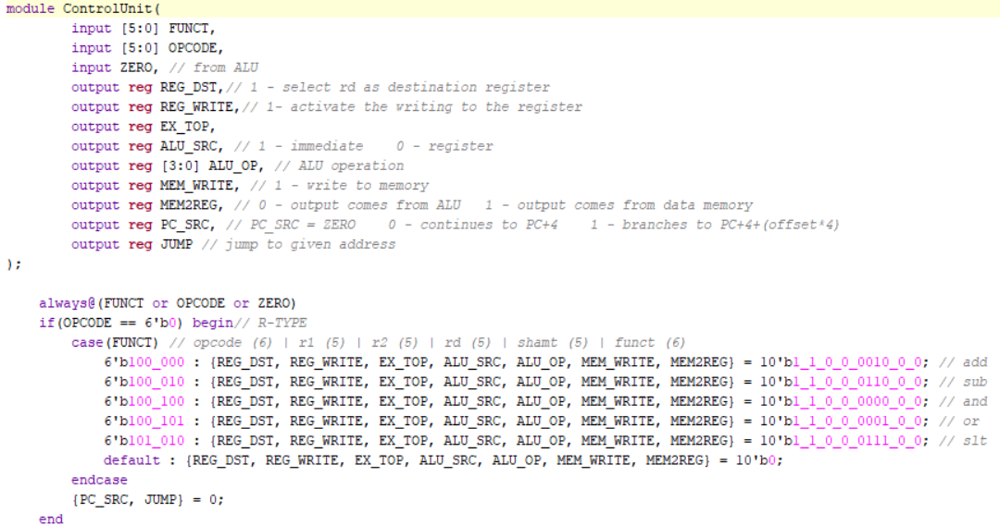 module ControlUnit(
input [5:0] FUNCT,
input [5:0] OPCODE,
input ZERO, // from ALU
output reg REG_DST,// 1 - select rd as destination register
output reg REG_WRITE,// 1- activate the writing to the register
output reg EX_TOP,
output reg ALU_SRC, // 1 - immediate    0 - register
output reg [3:0] ALU_OP, // ALU operation
output reg MEM_WRITE, // 1 - write to memory
output reg MEM2REG, // 0 - output comes from ALU   1 - output comes from data memory
output reg PC_SRC, // PC_SRC = ZERO    0 - continues to PC+4    1 - branches to PC+4+(offset*4)
output reg JUMP // jump to given address
);
always@(FUNCT or OPCODE or ZERO)
if(OPCODE == 6'b0) begin// R-TYPE
case(FUNCT) // opcode (6) | r1 (5) | r2 (5) | rd (5) | shamt (5) | funct (6)
6'b100_000 : {REG_DST, REG_WRITE, EX_TOP, ALU_SRC, ALU_OP, MEM_WRITE, MEM2REG} = 10'b1_1_0_0_0010_0_0; // add
6'b100_010 : {REG_DST, REG_WRITE, EX_TOP, ALU_SRC, ALU_OP, MEM_WRITE, MEM2REG} = 10'b1_1_0_0_0110_0_0; // sub
6'b100_100 : {REG_DST, REG_WRITE, EX_TOP, ALU_SRC, ALU_OP, MEM_WRITE, MEM2REG} = 10'b1_1_0_0_0000_0_0; // and
6'b100_101 : {REG_DST, REG_WRITE, EX_TOP, ALU_SRC, ALU_OP, MEM_WRITE, MEM2REG} = 10'b1_1_0_0_0001_0_0; // or
6'b101_010 : {REG_DST, REG_WRITE, EX_TOP, ALU_SRC, ALU_OP, MEM_WRITE, MEM2REG} = 10'b1_1_0_0_0111_0_0; // slt
default : {REG_DST, REG_WRITE, EX_TOP, ALU_SRC, ALU_OP, MEM_WRITE, MEM2REG} = 10'b0;
endcase
{PC_SRC, JUMP} = 0;
end